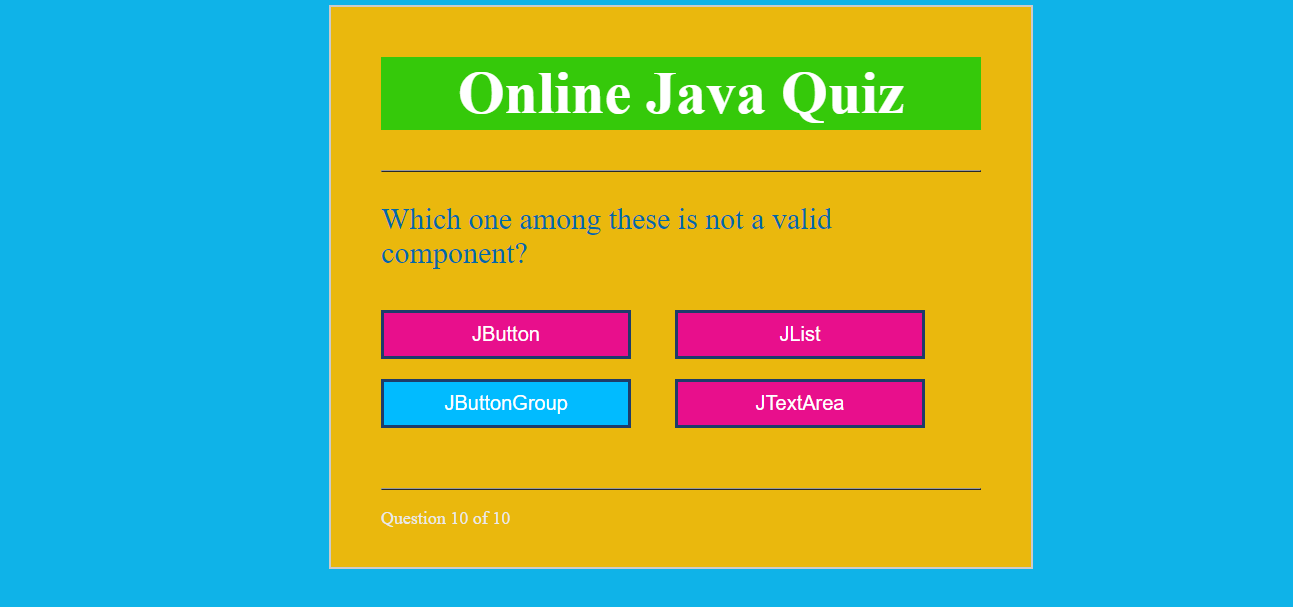 Online Java Quiz
Which one among these is not a valid
component?
JButton
JList
JButtonGroup
JTextArea
Question 10 of 10